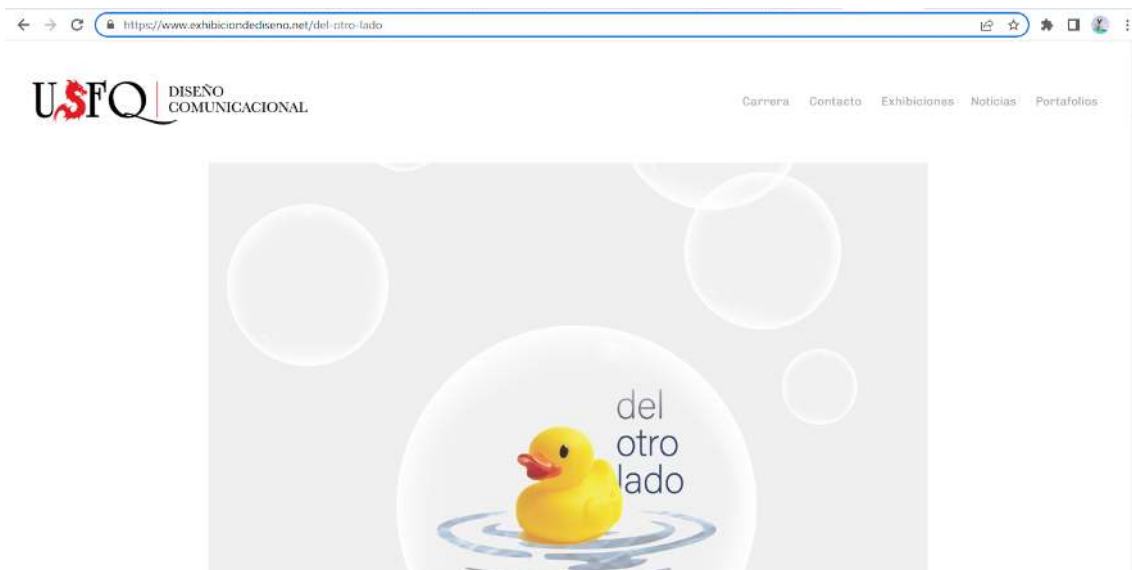 https://www.exhibiciondediseno.net/del-otro-lado
USFQ
DISEÑO
COMUNICACIONAL
Carrera Contacto Exhibiciones Noticias Portafolios
del
otro
lado